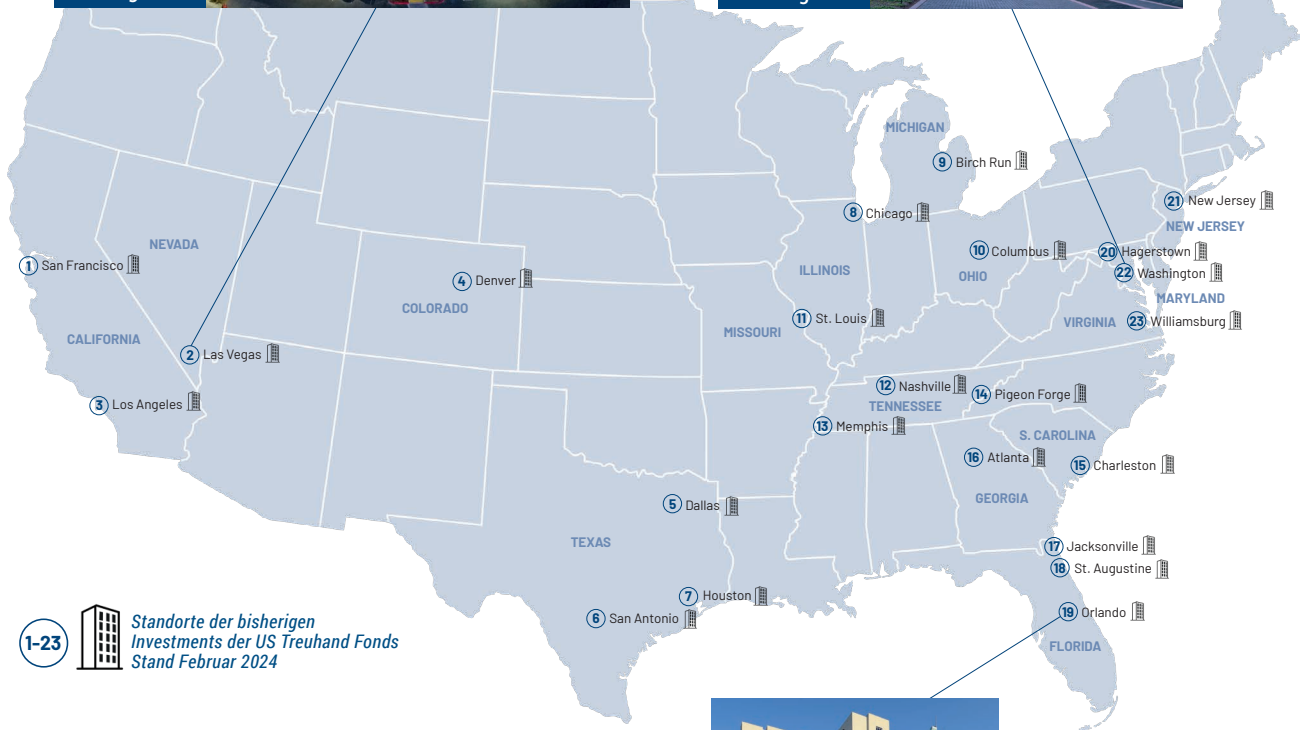 MICHIGAN
9 Birch Run
8 Chicago
21 New Jersey
NEW JERSEY
NEVADA
10 Columbus
20 Hagerstown
1 San Francisco
ILLINOIS
22 Washington
4 Denver
OHIO
MARYLAND
COLORADO
11 St. Louis
VIRGINIA
23 Williamsburg
MISSOURI
CALIFORNIA
2 Las Vegas
12 Nashville
14 Pigeon Forge
3 Los Angeles
TENNESSEE
13 Memphis
S. CAROLINA
16 Atlanta
15 Charleston
GEORGIA
5 Dallas
TEXAS
17 Jacksonville
18 St. Augustine
7 Houston
19 Orlando
6 San Antonio
FLORIDA
1-23
Standorte der bisherigen
Investments der US Treuhand Fonds
Stand Februar 2024